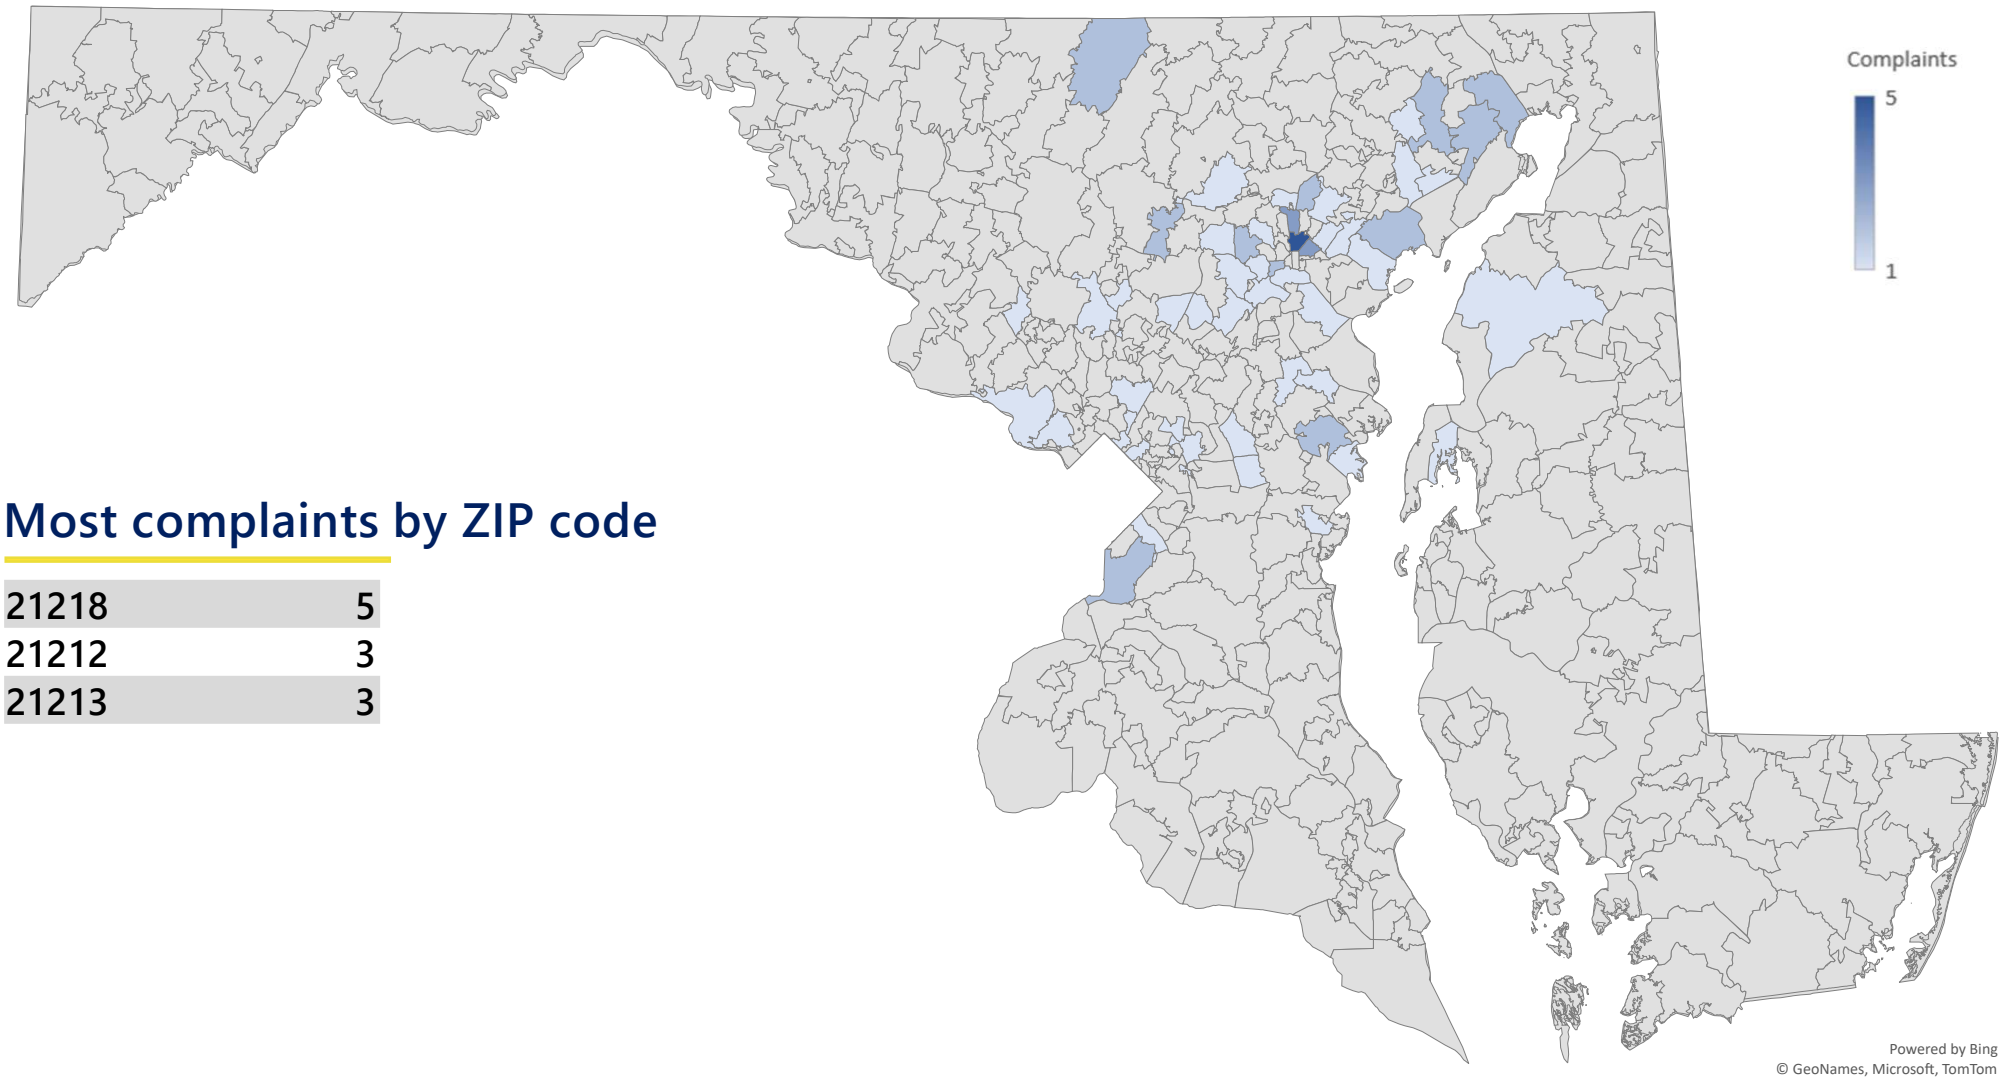 Complaints
5
1
Most complaints by ZIP code
21218 5
21212 3
21213 3
Powered by Bing
© GeoNames, Microsoft, TomTom